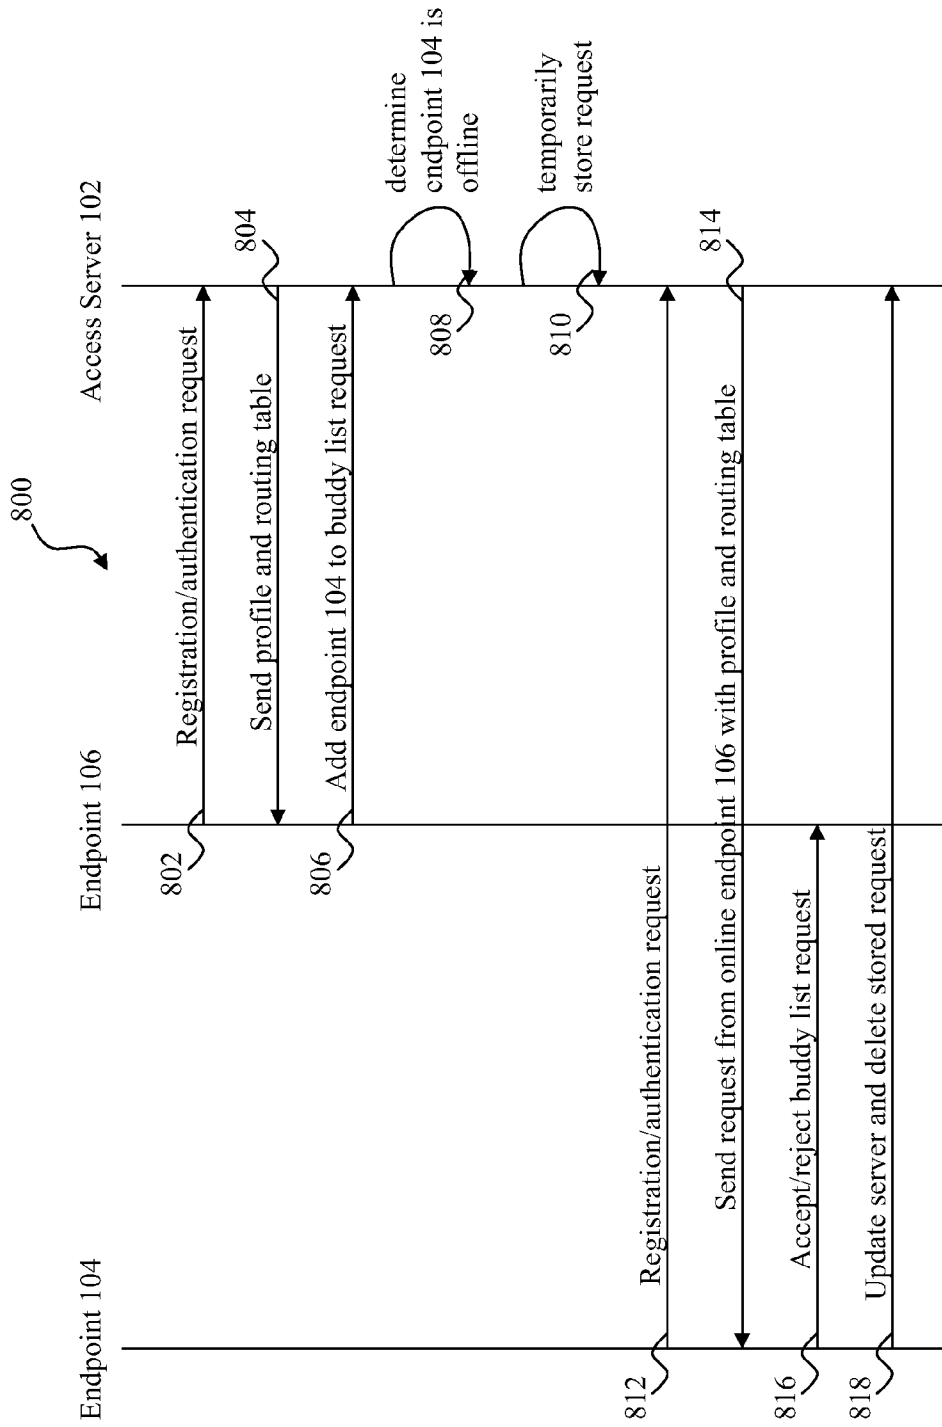 800
Endpoint 104
Endpoint 106
Access Server 102
Registration/authentication request
802
Send profile and routing table
804
Add endpoint 104 to buddy list request
806
determine
endpoint 104 is
offline
808
temporarily
store request
810
Registration/authentication request
812
Send request from online endpoint 106 with profile and routing table
814
Accept/reject buddy list request
816
Update server and delete stored request
818